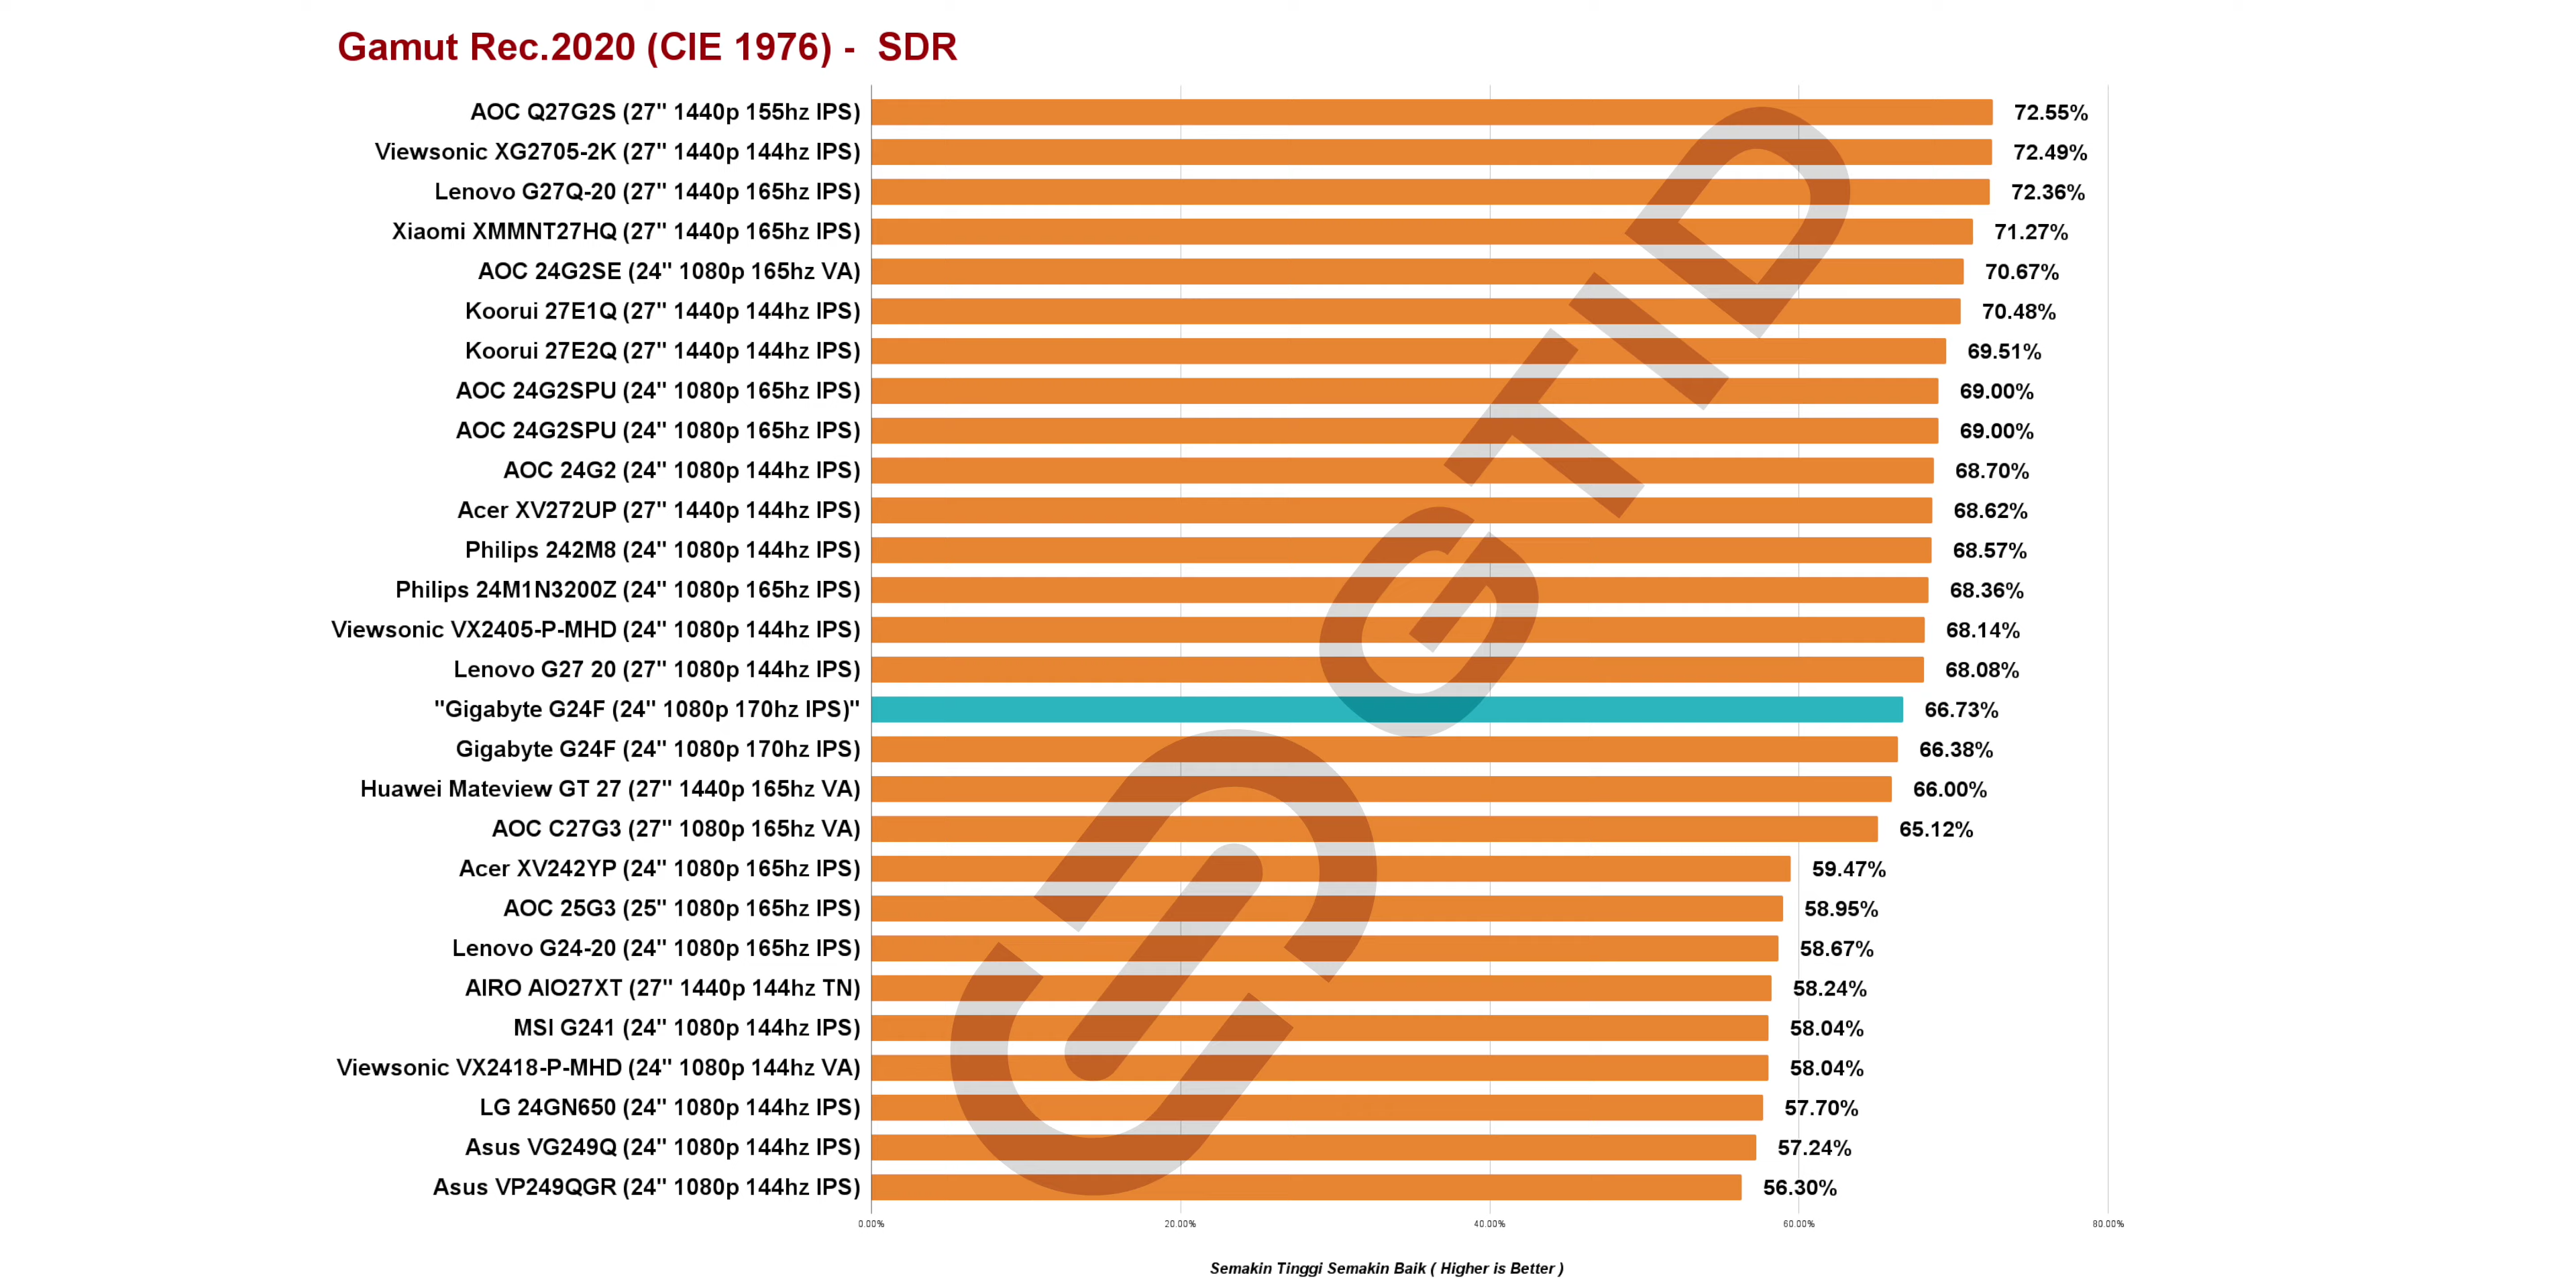 Gamut Rec.2020 (CIE 1976) - SDR
AOC Q27G2S (27" 1440p 155hz IPS) 72.55%
Viewsonic XG2705-2K (27" 1440p 144hz IPS) 72.49%
Lenovo G27Q-20 (27" 1440p 165hz IPS) 72.36%
Xiaomi XMMNT27HQ (27" 1440p 165hz IPS) 71.27%
AOC 24G2SE (24" 1080p 165hz VA) 70.67%
Koorui 27E1Q (27" 1440p 144hz IPS) 70.48%
Koorui 27E2Q (27" 1440p 144hz IPS) 69.51%
AOC 24G2SPU (24" 1080p 165hz IPS) 69.00%
AOC 24G2SPU (24" 1080p 165hz IPS) 69.00%
AOC 24G2 (24" 1080p 144hz IPS) 68.70%
Acer XV272UP (27" 1440p 144hz IPS) 68.62%
Philips 242M8 (24" 1080p 144hz IPS) 68.57%
Philips 24M1N3200Z (24" 1080p 165hz IPS) 68.36%
Viewsonic VX2405-P-MHD (24" 1080p 144hz IPS) 68.14%
Lenovo G27 20 (27" 1080p 144hz IPS) 68.08%
"Gigabyte G24F (24" 1080p 170hz IPS)" 66.73%
Gigabyte G24F (24" 1080p 170hz IPS) 66.38%
Huawei Mateview GT 27 (27" 1440p 165hz VA) 66.00%
AOC C27G3 (27" 1080p 165hz VA) 65.12%
Acer XV242YP (24" 1080p 165hz IPS) 59.47%
AOC 25G3 (25" 1080p 165hz IPS) 58.95%
Lenovo G24-20 (24" 1080p 165hz IPS) 58.67%
AIRO AIO27XT (27" 1440p 144hz TN) 58.24%
MSI G241 (24" 1080p 144hz IPS) 58.04%
Viewsonic VX2418-P-MHD (24" 1080p 144hz VA) 58.04%
LG 24GN650 (24" 1080p 144hz IPS) 57.70%
Asus VG249Q (24" 1080p 144hz IPS) 57.24%
Asus VP249QGR (24" 1080p 144hz IPS) 56.30%
0.00% 20.00% 40.00% 60.00% 80.00%
Semakin Tinggi Semakin Baik ( Higher is Better )
GTID